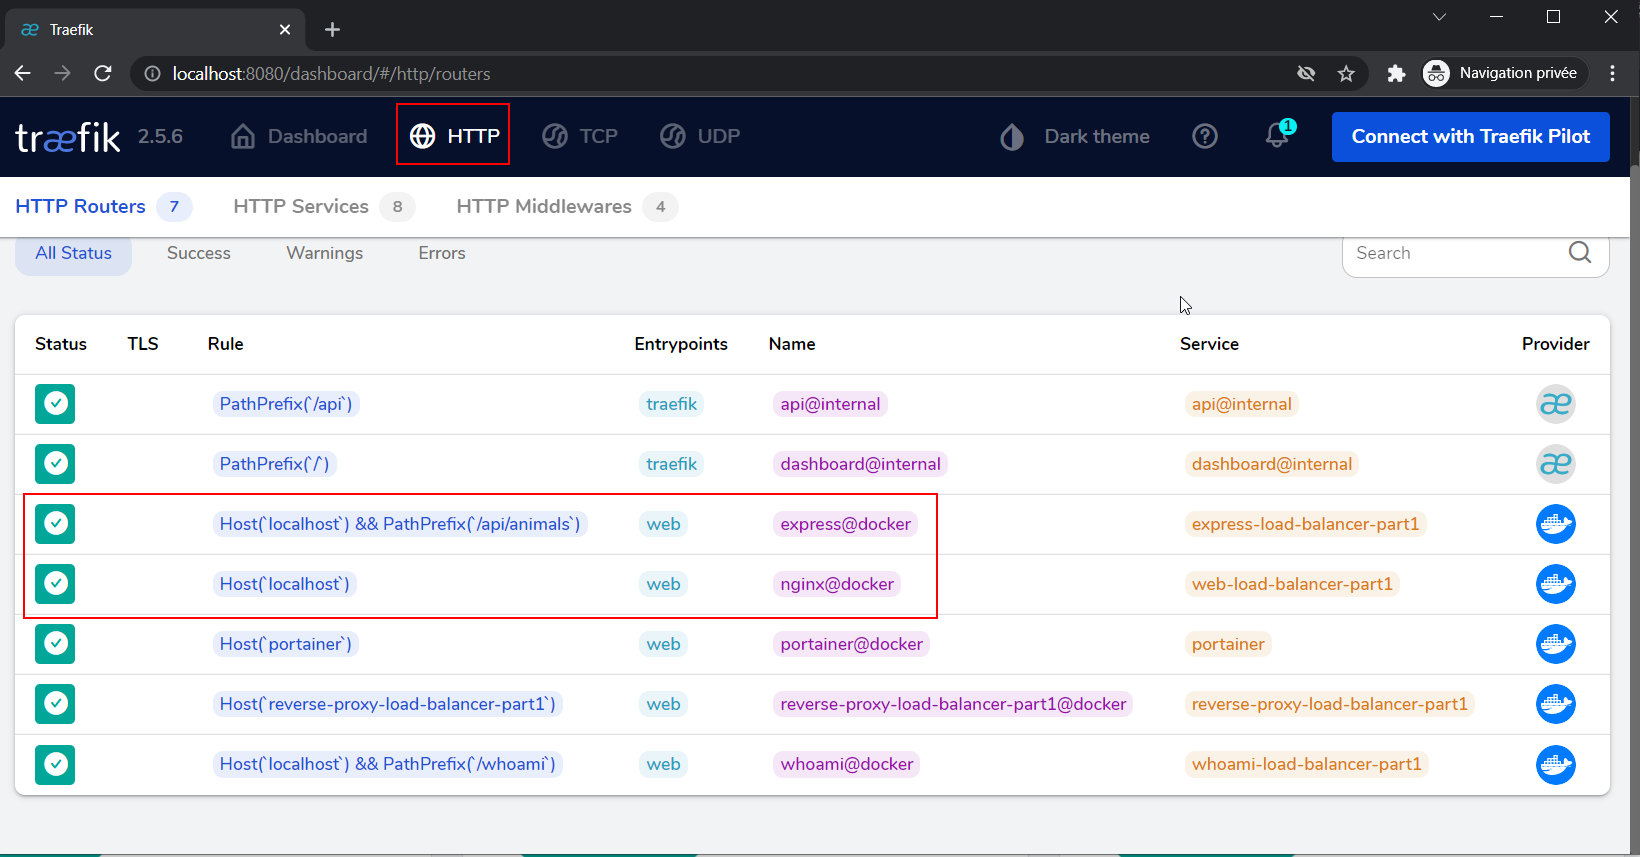 Traefik
localhost:8080/dashboard/#/http/routers
Navigation privée
træfik 2.5.6 Dashboard HTTP TCP UDP Dark theme 1 Connect with Traefik Pilot
HTTP Routers 7 HTTP Services 8 HTTP Middlewares 4
All Status Success Warnings Errors Search
Status TLS Rule Entrypoints Name Service Provider
PathPrefix(`/api`) traefik api@internal api@internal
PathPrefix(`/`) traefik dashboard@internal dashboard@internal
Host(`localhost`) && PathPrefix(`/api/animals`) web express@docker express-load-balancer-part1
Host(`localhost`) web nginx@docker web-load-balancer-part1
Host(`portainer`) web portainer@docker portainer
Host(`reverse-proxy-load-balancer-part1`) web reverse-proxy-load-balancer-part1@docker reverse-proxy-load-balancer-part1
Host(`localhost`) && PathPrefix(`/whoami`) web whoami@docker whoami-load-balancer-part1